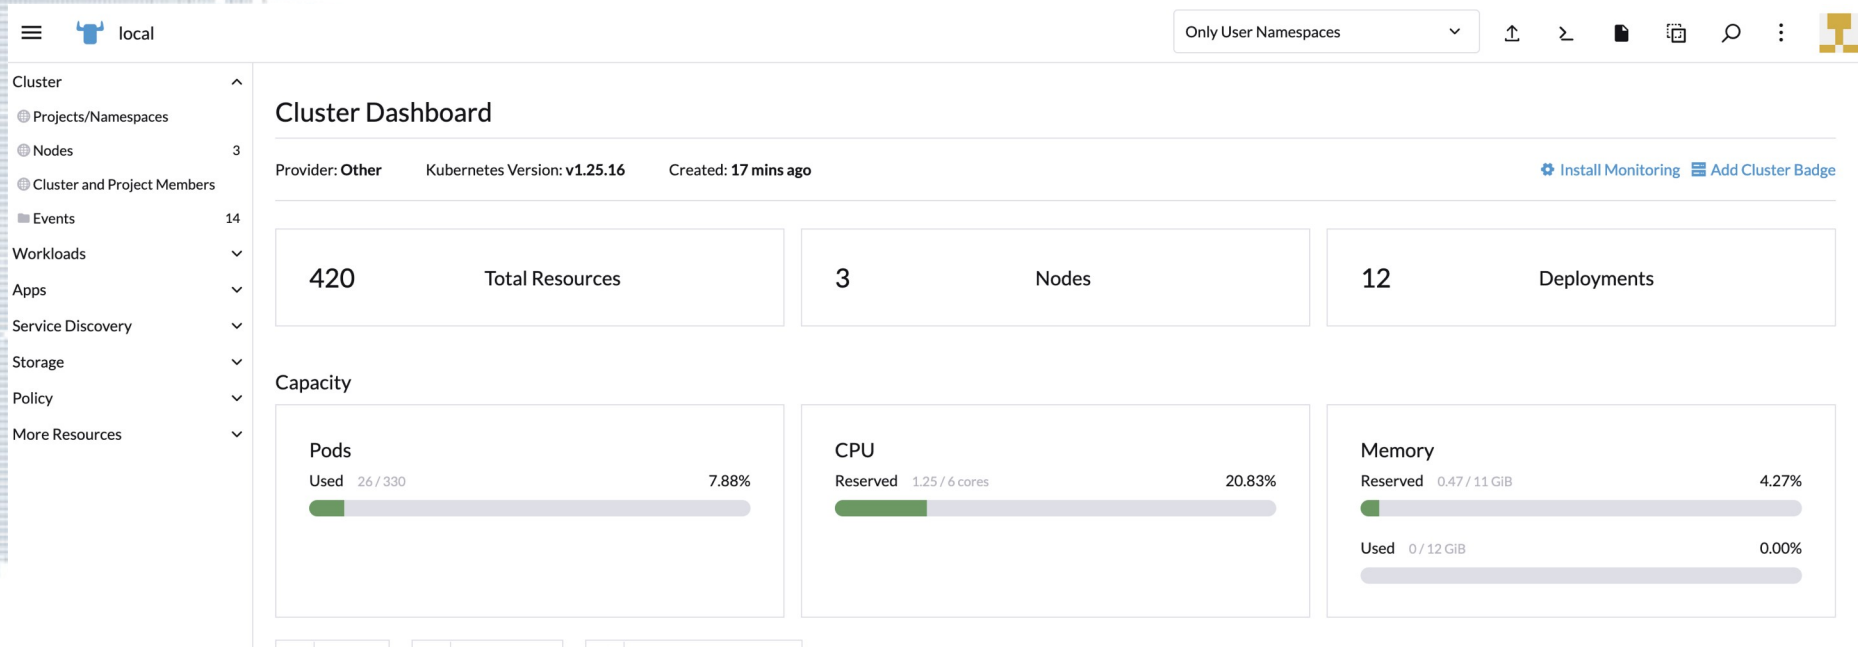 local
Only User Namespaces
Cluster
Projects/Namespaces
Nodes 3
Cluster and Project Members
Events 14
Workloads
Apps
Service Discovery
Storage
Policy
More Resources
Cluster Dashboard
Provider: Other Kubernetes Version: v1.25.16 Created: 17 mins ago
Install Monitoring Add Cluster Badge
420 Total Resources
3 Nodes
12 Deployments
Capacity
Pods
Used 26 / 330 7.88%
CPU
Reserved 1.25 / 6 cores 20.83%
Memory
Reserved 0.47 / 11 GiB 4.27%
Used 0 / 12 GiB 0.00%